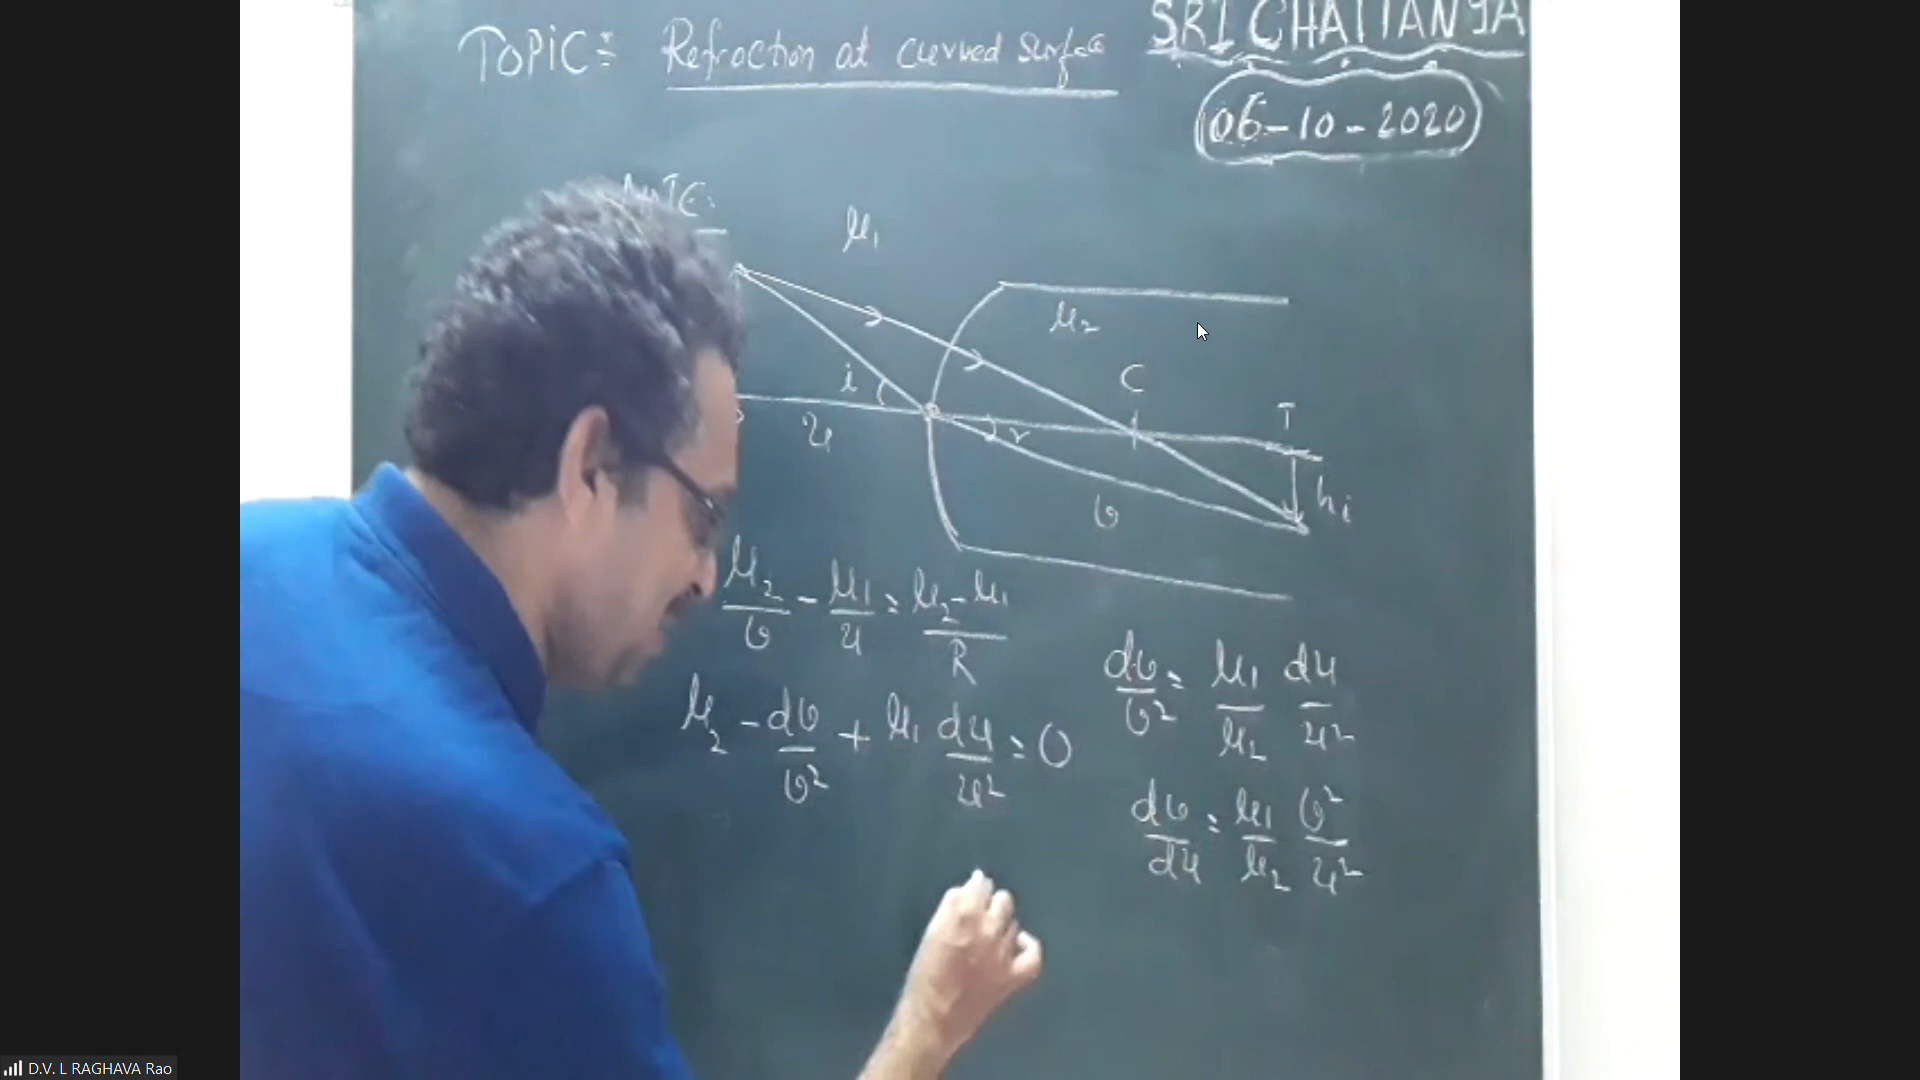 SRI CHAITANYA
TOPIC:- Refraction at curved surface
06-10-2020
NOTE:
μ₁
μ₂
C
i
I
u
r
v
hi
μ₂/v - μ₁/u = μ₂-μ₁/R
μ₂ -dv/v² + μ₁ du/u² = 0
dv/v² = μ₁/μ₂ du/u²
dv/du = μ₁/μ₂ v²/u²
D.V. L RAGHAVA Rao